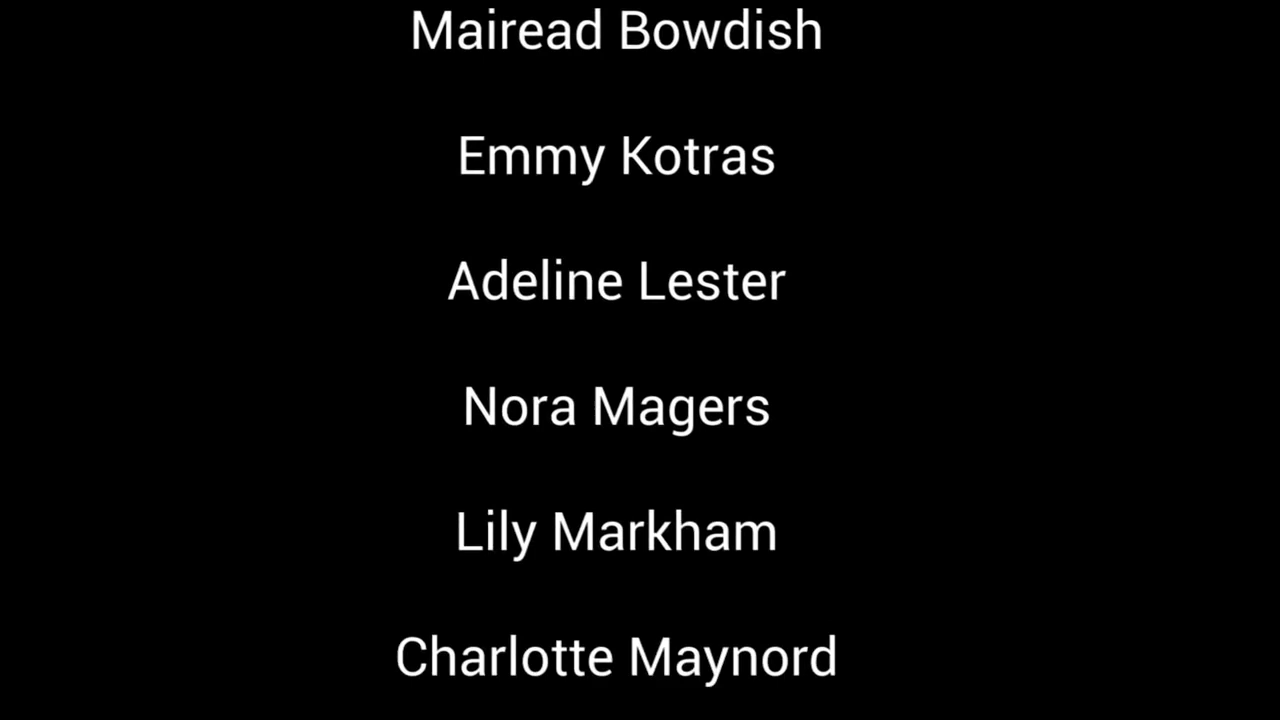 Mairead Bowdish
Emmy Kotras
Adeline Lester
Nora Magers
Lily Markham
Charlotte Maynord